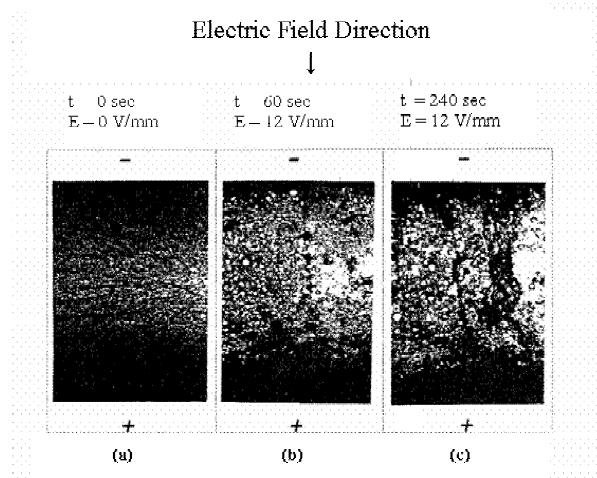 Electric Field Direction
t 0 sec
E – 0 V/mm
t 60 sec
E – 12 V/mm
t = 240 sec
E = 12 V/mm
– – –
+ + +
(a) (b) (c)